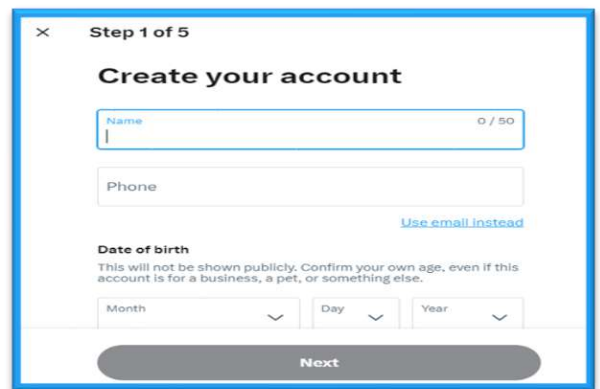 × Step 1 of 5
Create your account
Name 0 / 50
Phone
Use email instead
Date of birth
This will not be shown publicly. Confirm your own age, even if this
account is for a business, a pet, or something else.
Month Day Year
Next